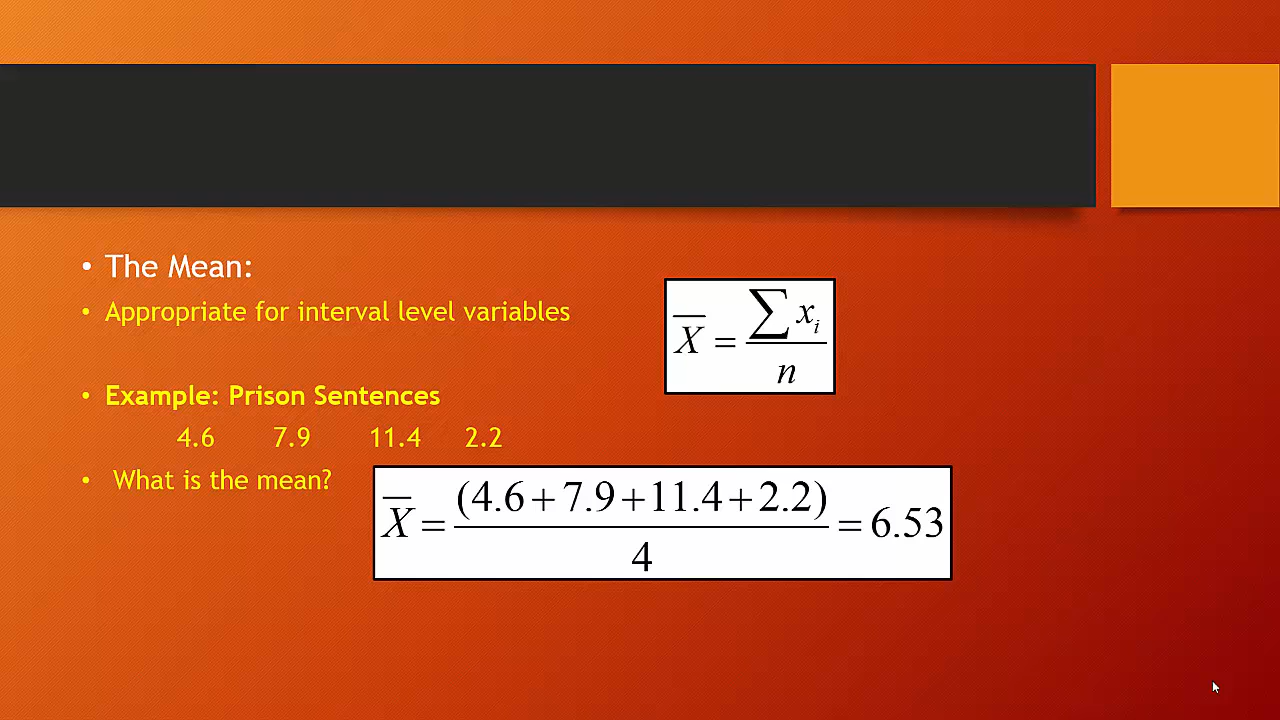 • The Mean:
• Appropriate for interval level variables
X̄ = ∑xᵢ / n
• Example: Prison Sentences
4.6 7.9 11.4 2.2
• What is the mean?
X̄ = (4.6+7.9+11.4+2.2) / 4 = 6.53